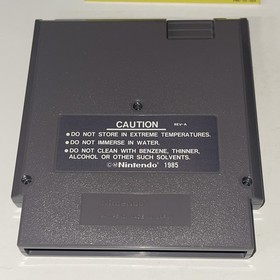 CAUTION REV-A
● DO NOT STORE IN EXTREME TEMPERATURES.
● DO NOT IMMERSE IN WATER.
● DO NOT CLEAN WITH BENZENE, THINNER,
ALCOHOL OR OTHER SUCH SOLVENTS.
©Nintendo 1985